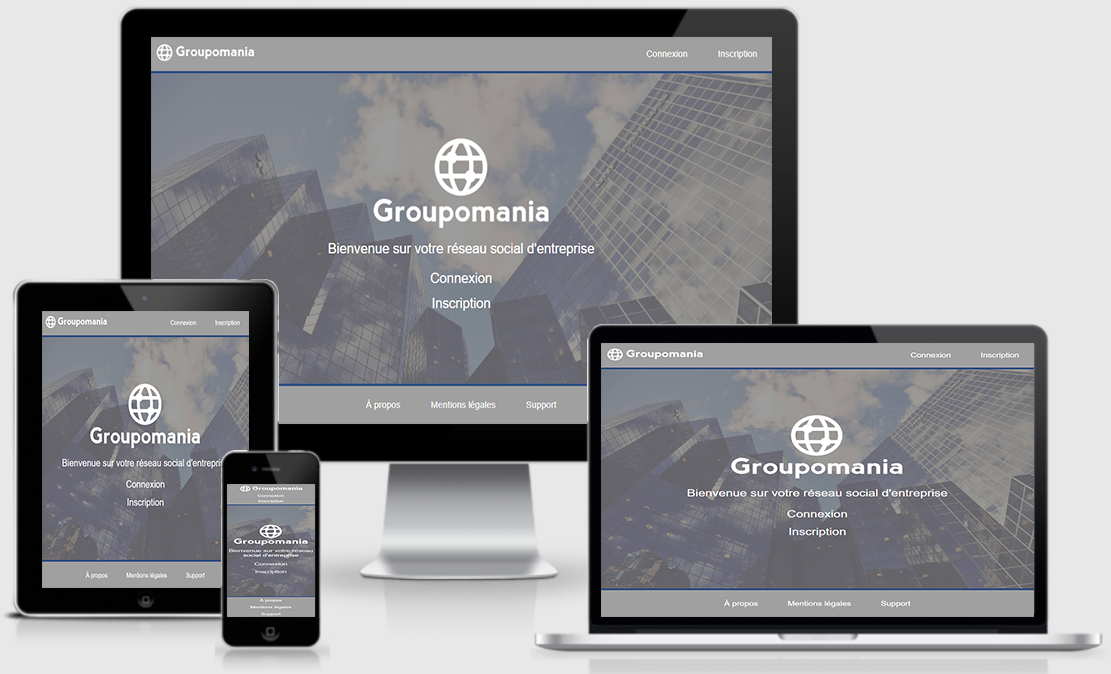 Groupomania
Connexion Inscription
Groupomania
Bienvenue sur votre réseau social d'entreprise
Connexion
Inscription
À propos Mentions légales Support
Groupomania
Connexion Inscription
Groupomania
Bienvenue sur votre réseau social d'entrepri
Connexion
Inscription
À propos Mentions légales Support
Groupomania
Connexion
Inscription
Groupomania
Bienvenue sur votre réseau
social d'entreprise
Connexion
Inscription
À propos
Mentions légales
Support
Groupomania
Connexion Inscription
Groupomania
Bienvenue sur votre réseau social d'entreprise
Connexion
Inscription
À propos Mentions légales Support